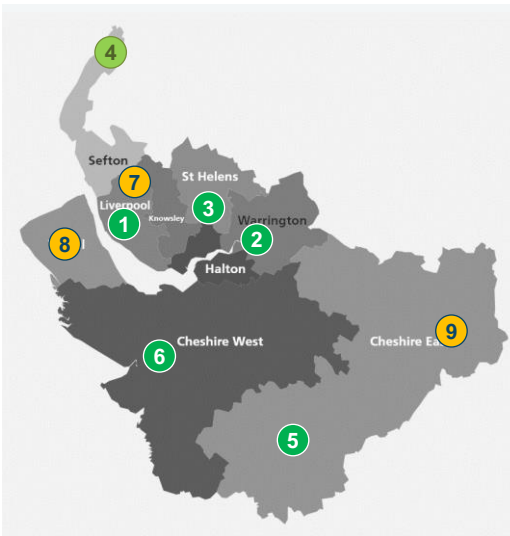 4
Sefton
7
St Helens
Liverpool
3
Knowsley
1
Warrington
2
8
l
Halton
9
Cheshire West
Cheshire Ea
6
5